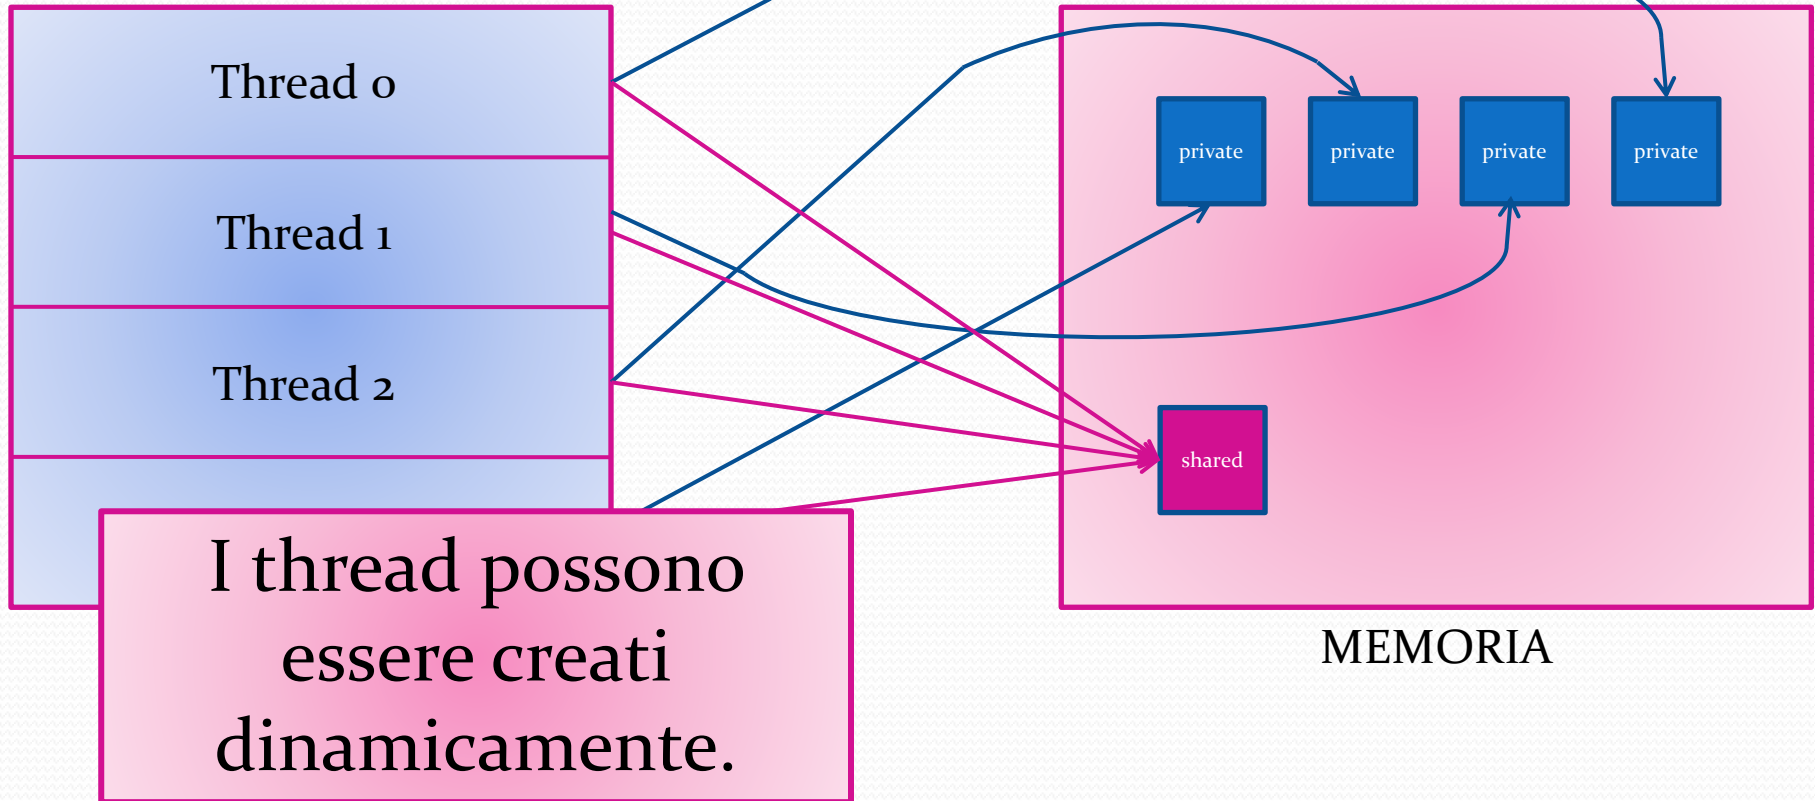 Thread 0
Thread 1
Thread 2
private
private
private
private
shared
I thread possono
essere creati
dinamicamente.
MEMORIA